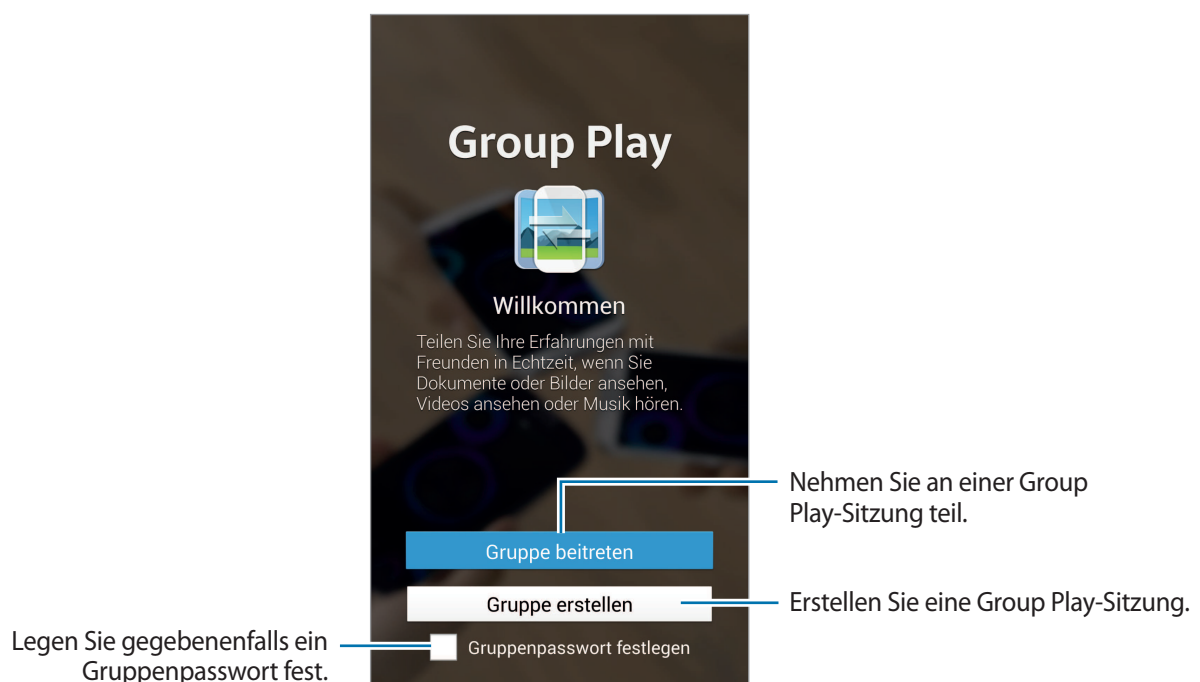 Group Play
Willkommen
Teilen Sie Ihre Erfahrungen mit
Freunden in Echtzeit, wenn Sie
Dokumente oder Bilder ansehen,
Videos ansehen oder Musik hören.
Nehmen Sie an einer Group
Play-Sitzung teil.
Gruppe beitreten
Gruppe erstellen
Erstellen Sie eine Group Play-Sitzung.
Legen Sie gegebenenfalls ein
Gruppenpasswort fest.
Gruppenpasswort festlegen